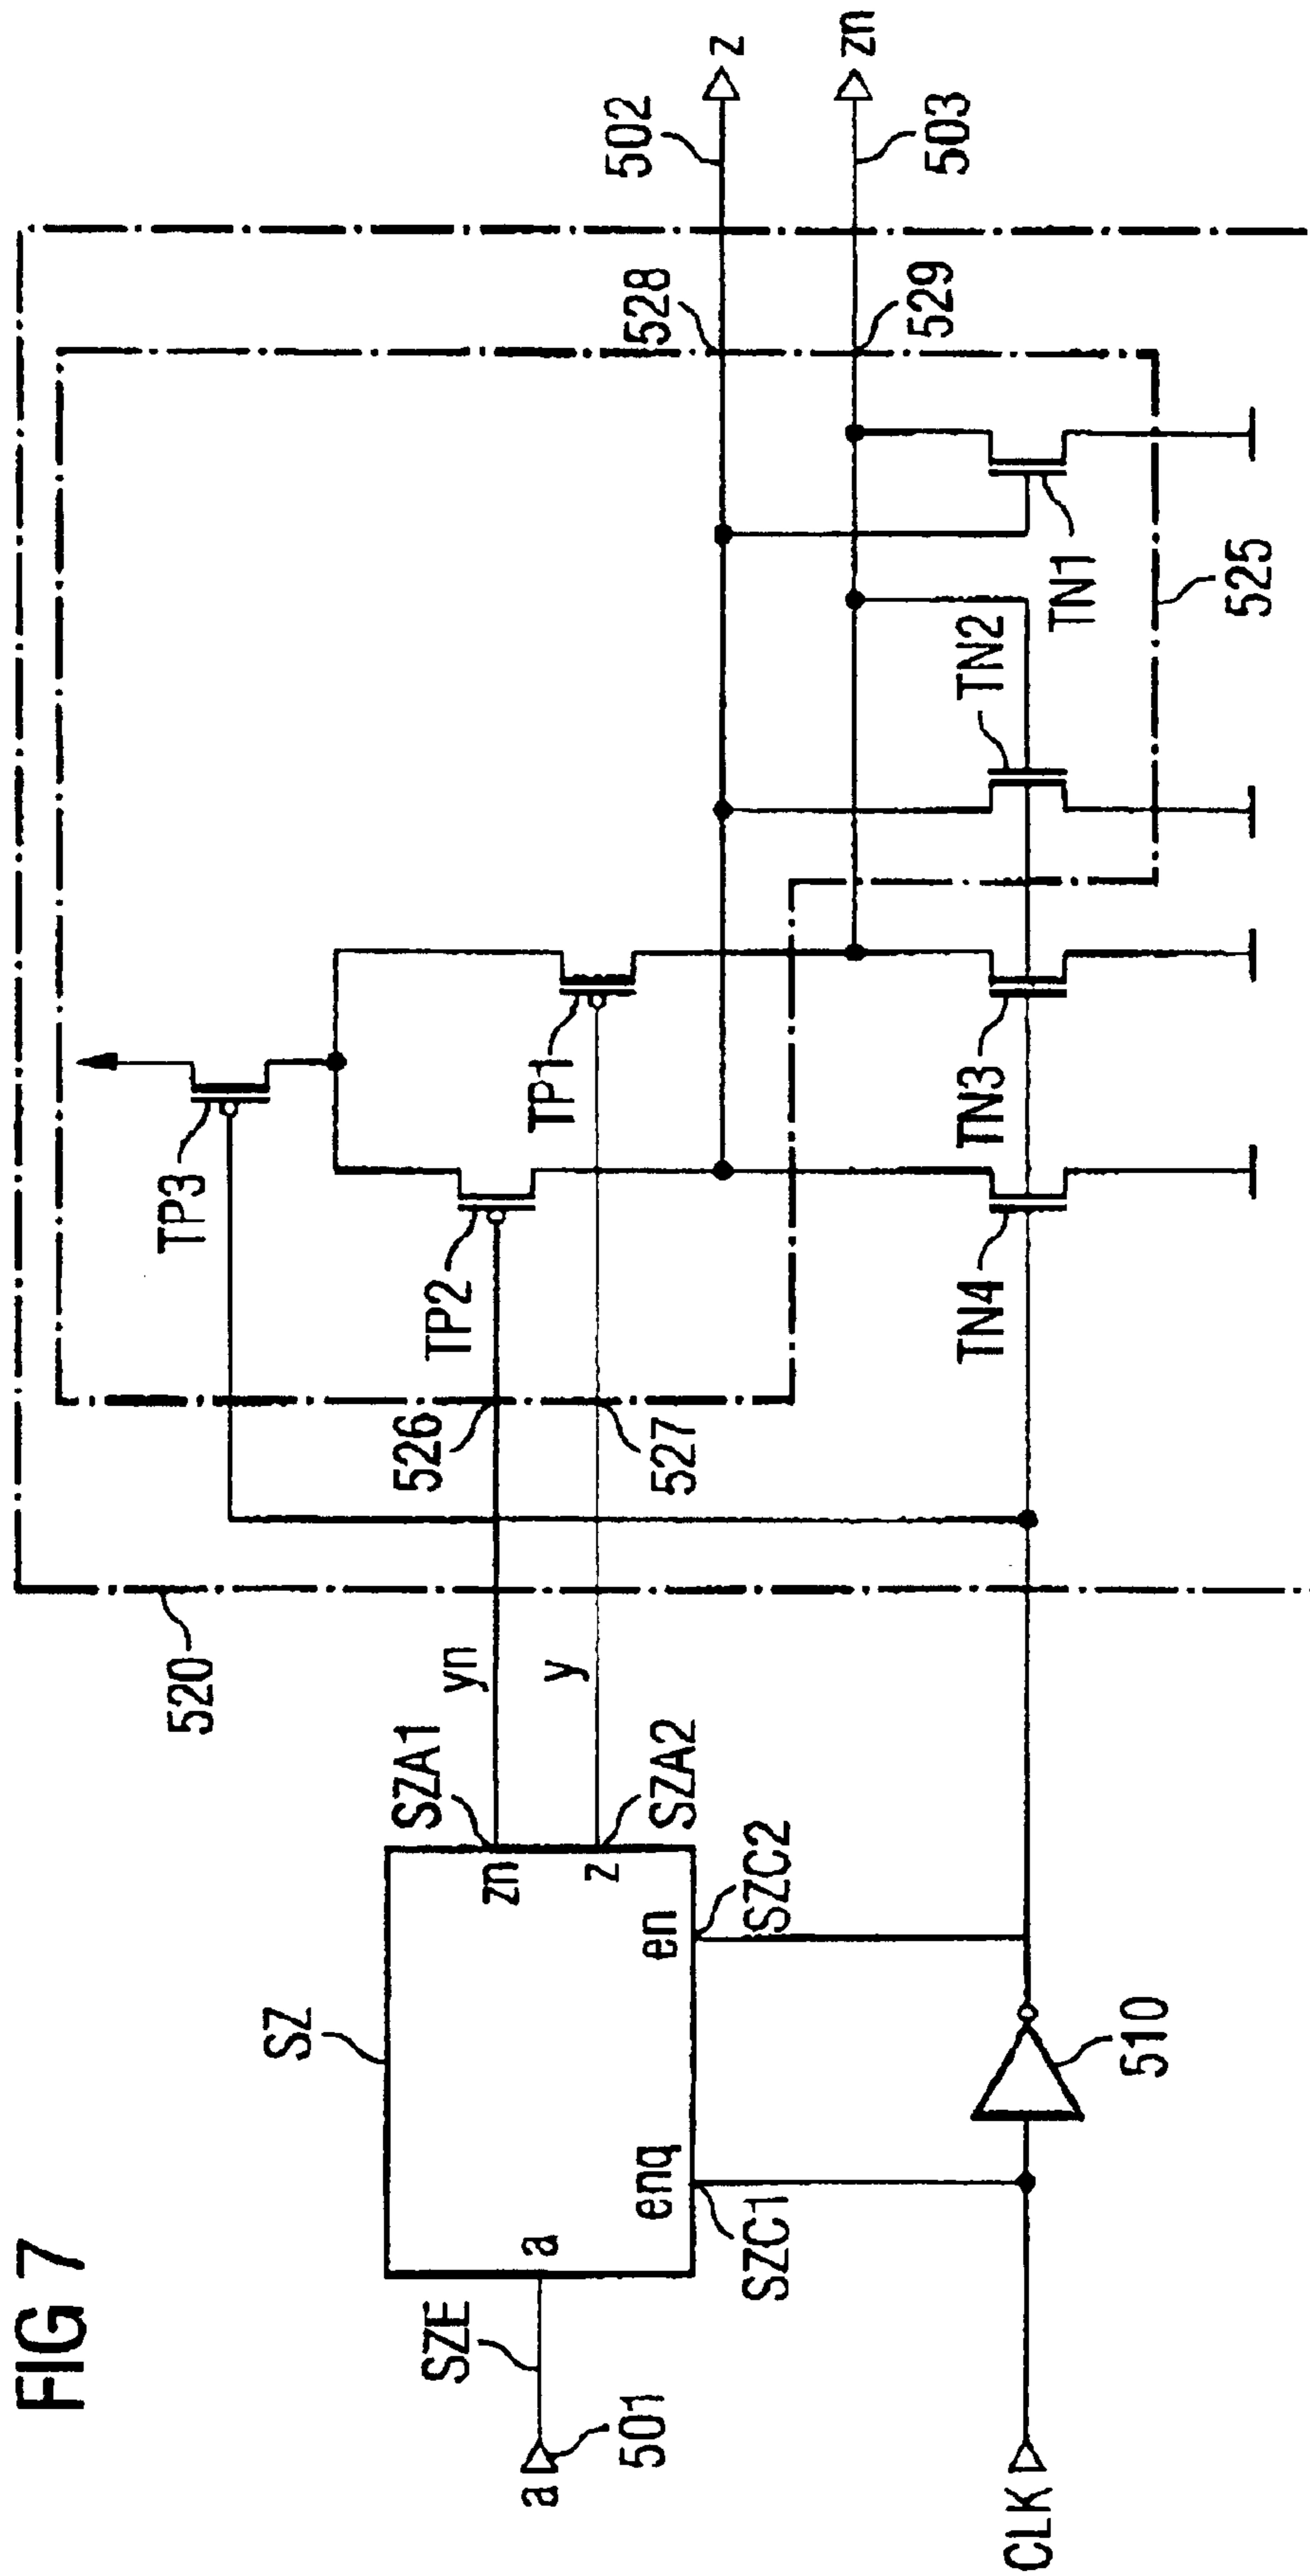 FIG 7
520
TP3
TP2
TP1
526
527
528
529
502
503
z
zn
yn
y
SZ
SZA1
SZA2
zn
z
a
SZE
a
501
enq
en
SZC1
SZC2
TN4
TN3
TN2
TN1
525
CLK
510